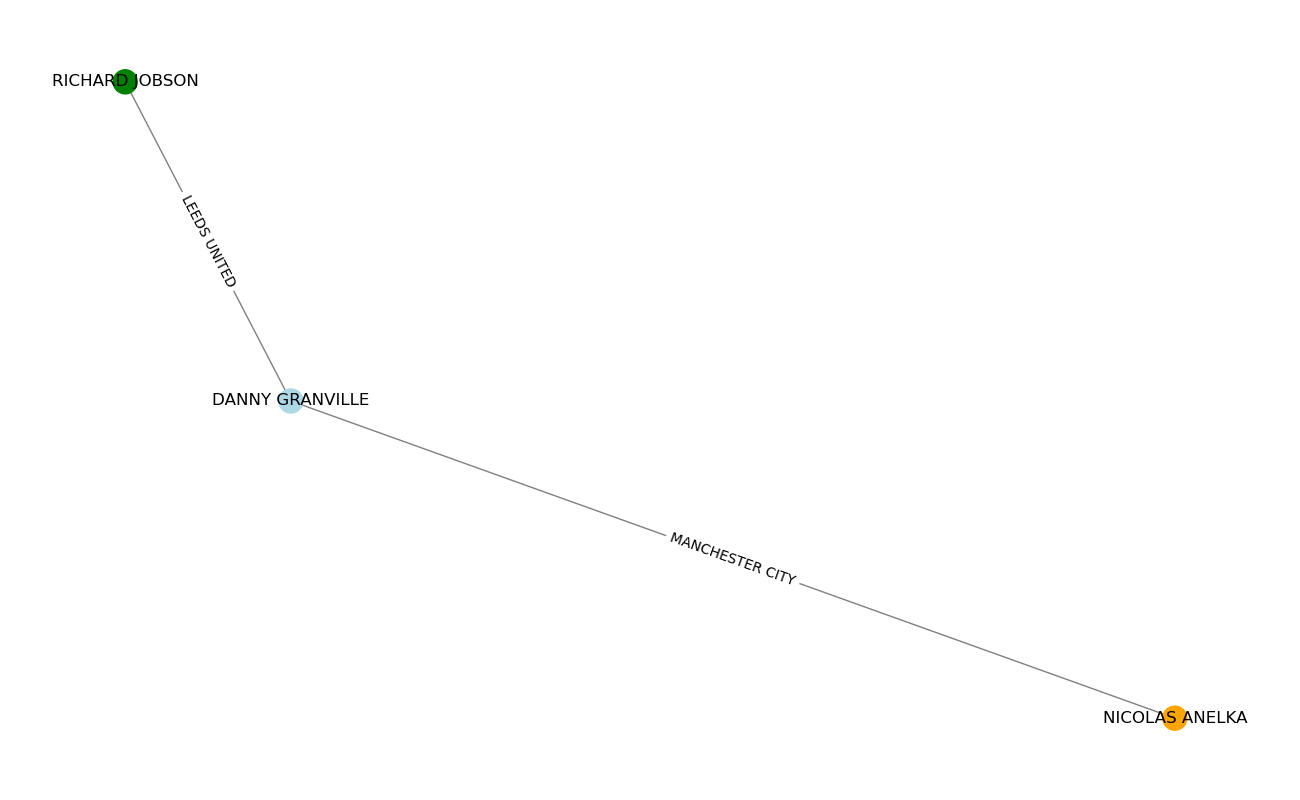 RICHARD JOBSON
LEEDS UNITED
DANNY GRANVILLE
MANCHESTER CITY
NICOLAS ANELKA